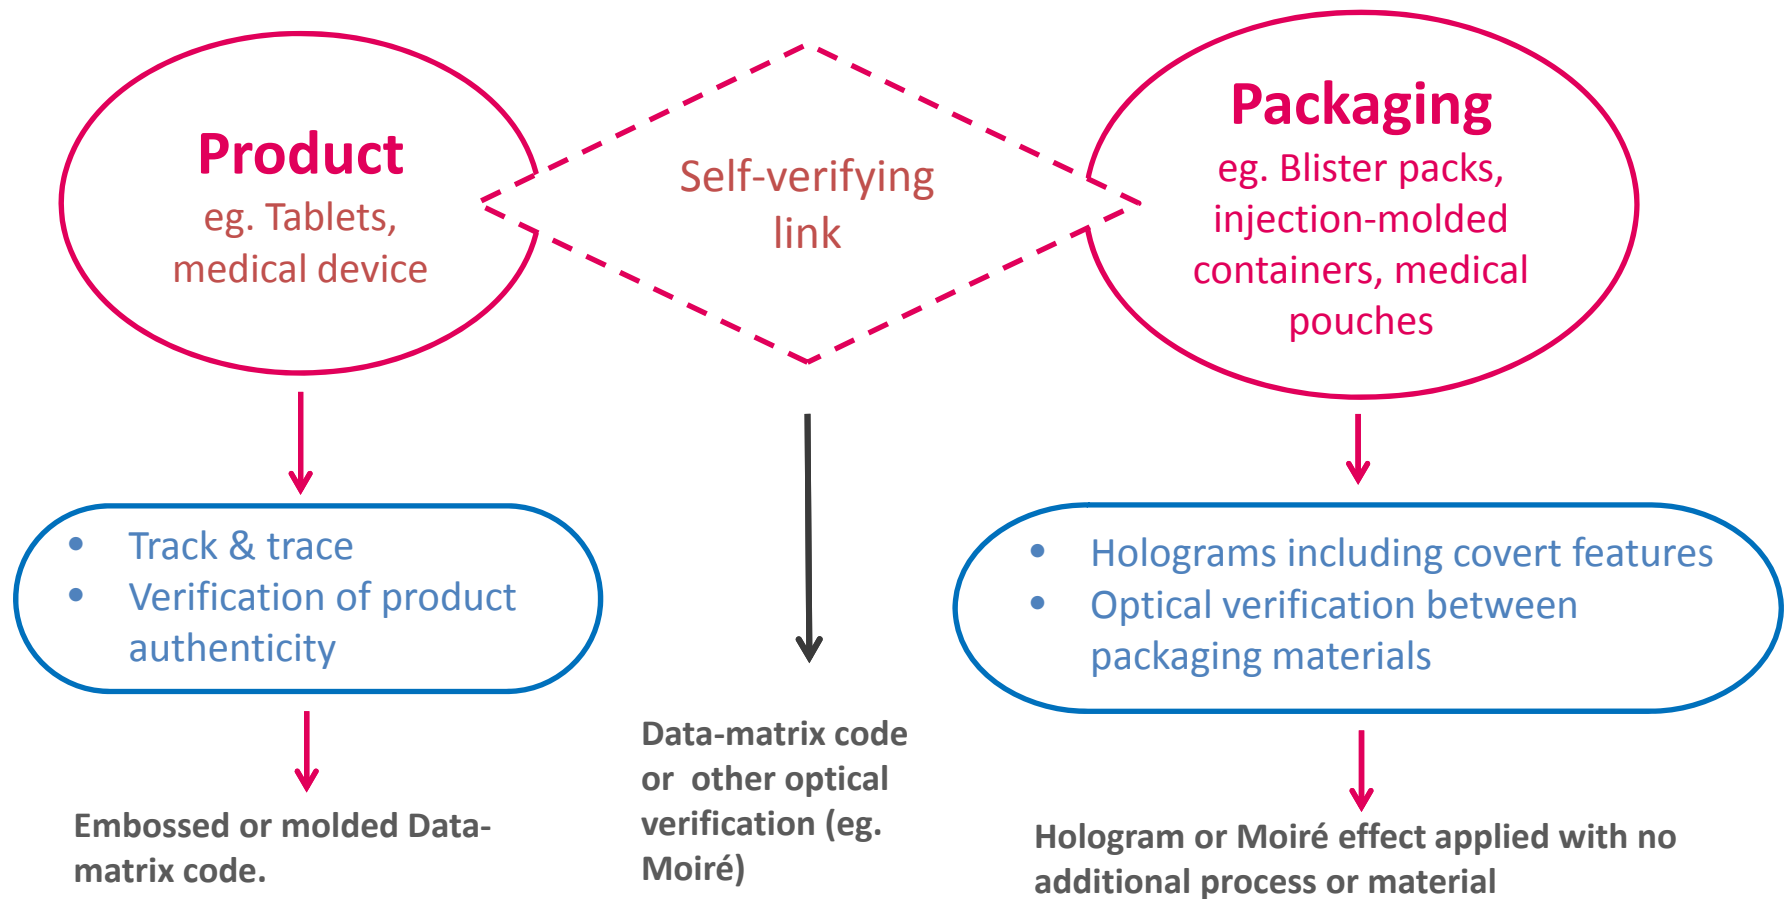 Product
eg. Tablets,
medical device
Self-verifying
link
Packaging
eg. Blister packs,
injection-molded
containers, medical
pouches
• Track & trace
• Verification of product
authenticity
• Holograms including covert features
• Optical verification between
packaging materials
Embossed or molded Data-
matrix code.
Data-matrix code
or other optical
verification (eg.
Moiré)
Hologram or Moiré effect applied with no
additional process or material